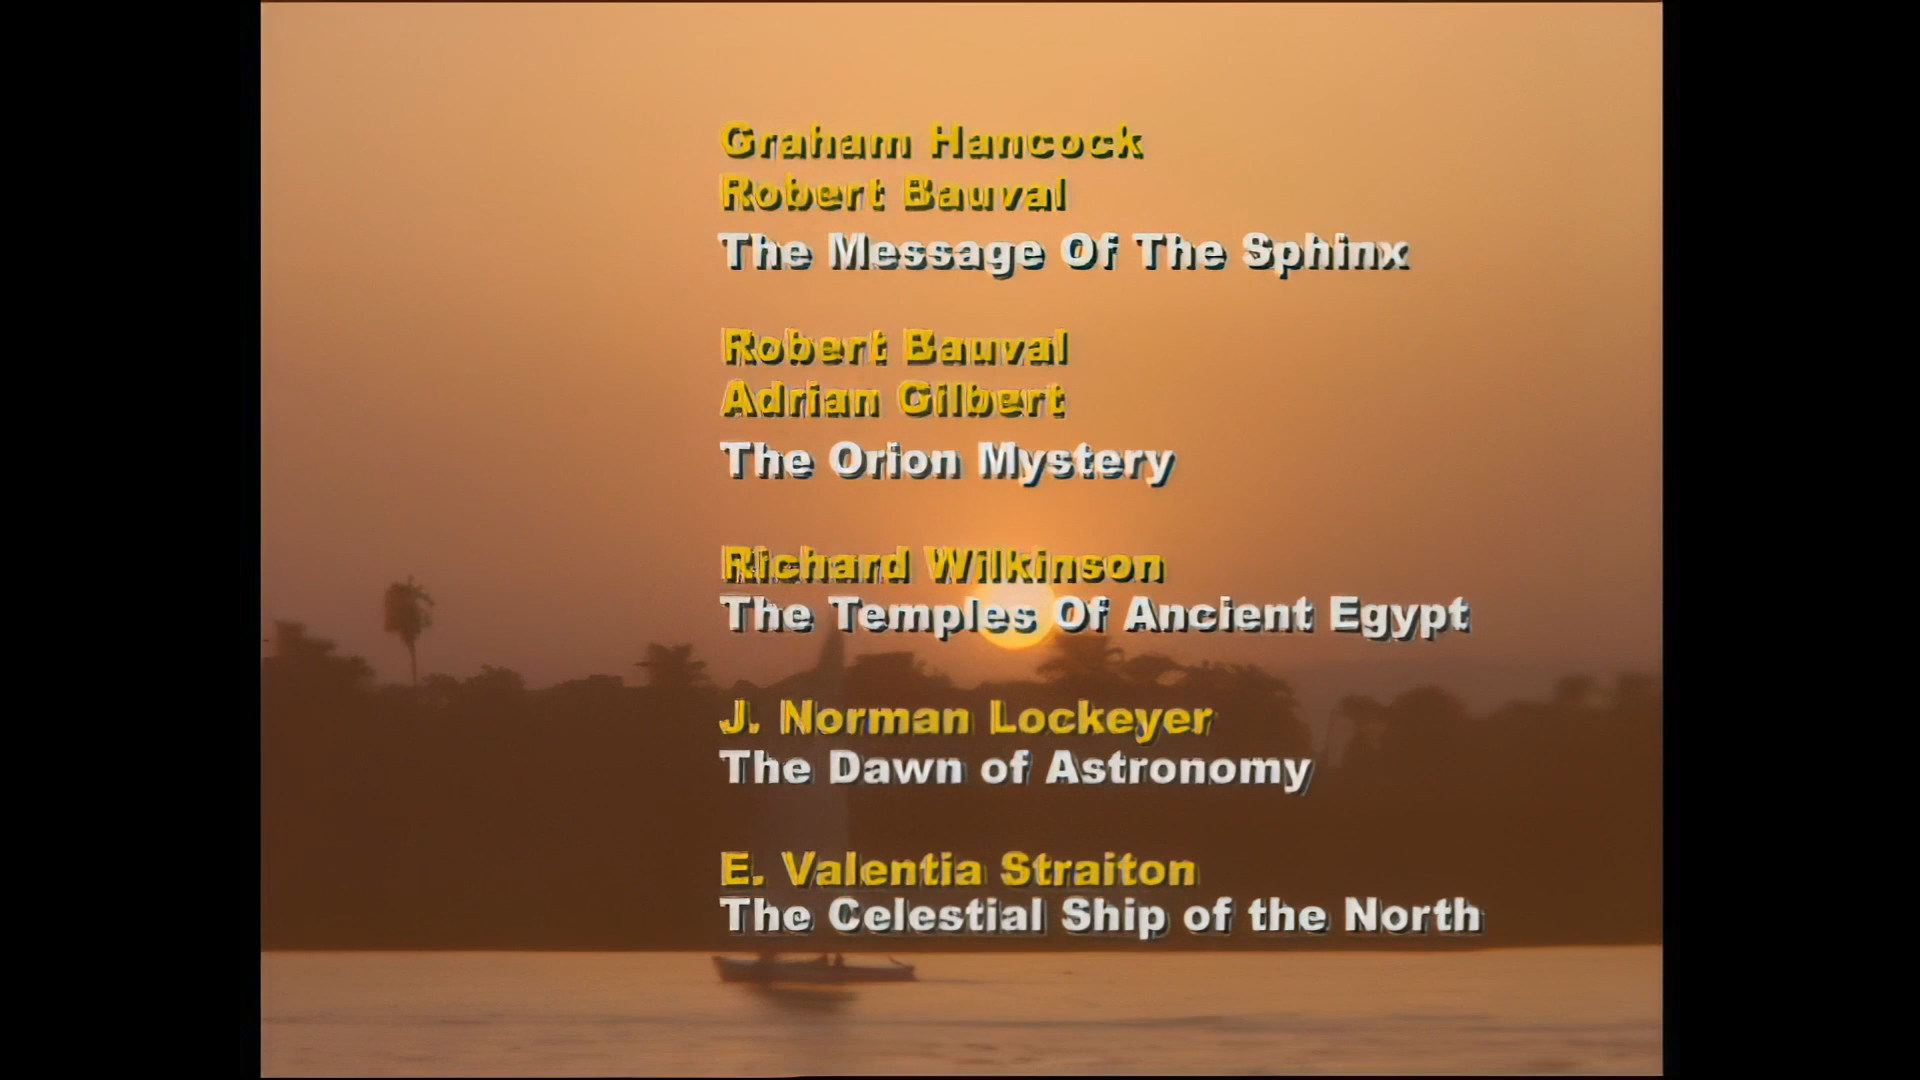 Graham Hancock
Robert Bauval
The Message Of The Sphinx
Robert Bauval
Adrian Gilbert
The Orion Mystery
Richard Wilkinson
The Temples Of Ancient Egypt
J. Norman Lockeyer
The Dawn of Astronomy
E. Valentia Straiton
The Celestial Ship of the North